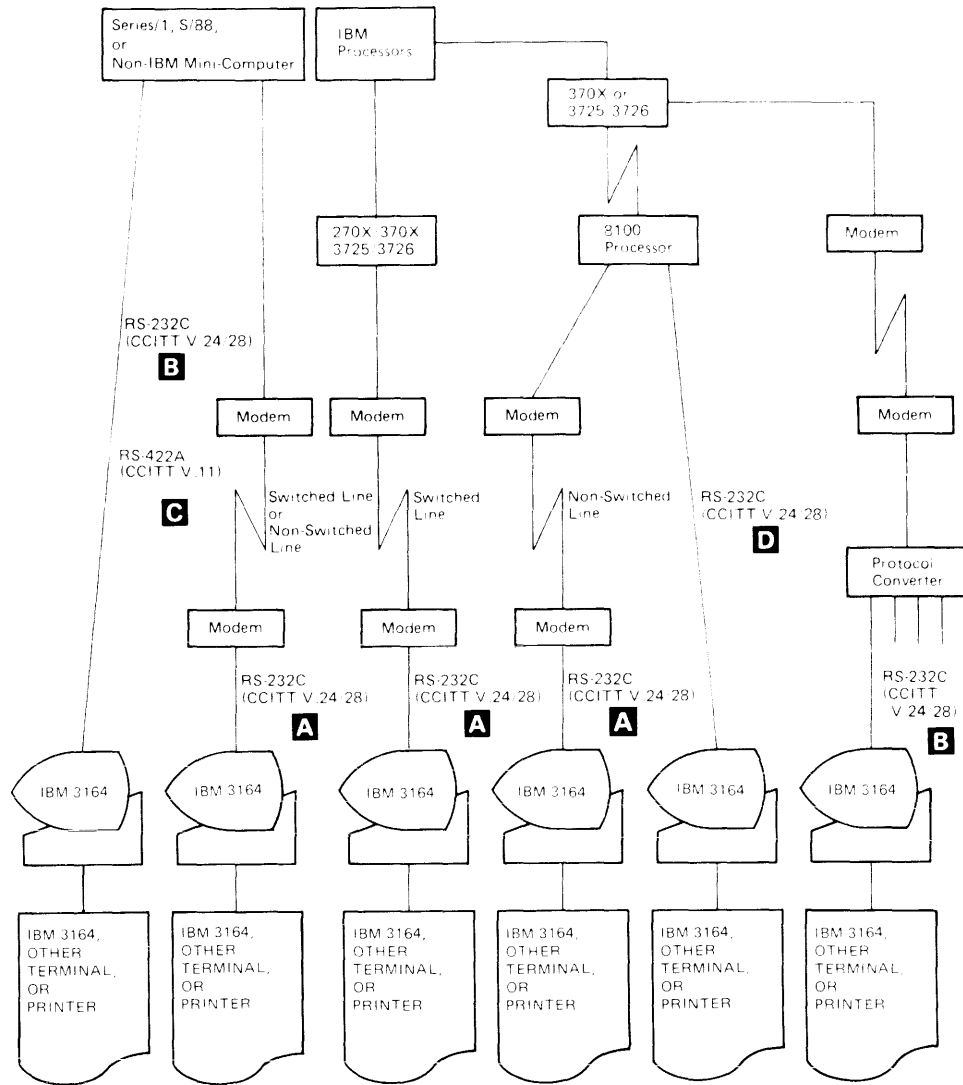 Series/1, S/88,
or
Non-IBM Mini-Computer
IBM
Processors
370X or
3725/3726
270X/370X
3725/3726
8100
Processor
Modem
RS-232C
(CCITT V.24/28)
B
Modem
Modem
Modem
Modem
RS-422A
(CCITT V.11)
C
Switched Line
or
Non-Switched
Line
Switched
Line
Non-Switched
Line
RS-232C
(CCITT V.24/28)
D
Protocol
Converter
Modem
Modem
Modem
RS-232C
(CCITT V.24/28)
A
RS-232C
(CCITT V.24/28)
A
RS-232C
(CCITT V.24/28)
A
RS-232C
(CCITT
V.24/28)
B
IBM 3164
IBM 3164
IBM 3164
IBM 3164
IBM 3164
IBM 3164
IBM 3164,
OTHER
TERMINAL,
OR
PRINTER
IBM 3164,
OTHER
TERMINAL,
OR
PRINTER
IBM 3164,
OTHER
TERMINAL,
OR
PRINTER
IBM 3164,
OTHER
TERMINAL,
OR
PRINTER
IBM 3164,
OTHER
TERMINAL,
OR
PRINTER
IBM 3164,
OTHER
TERMINAL,
OR
PRINTER